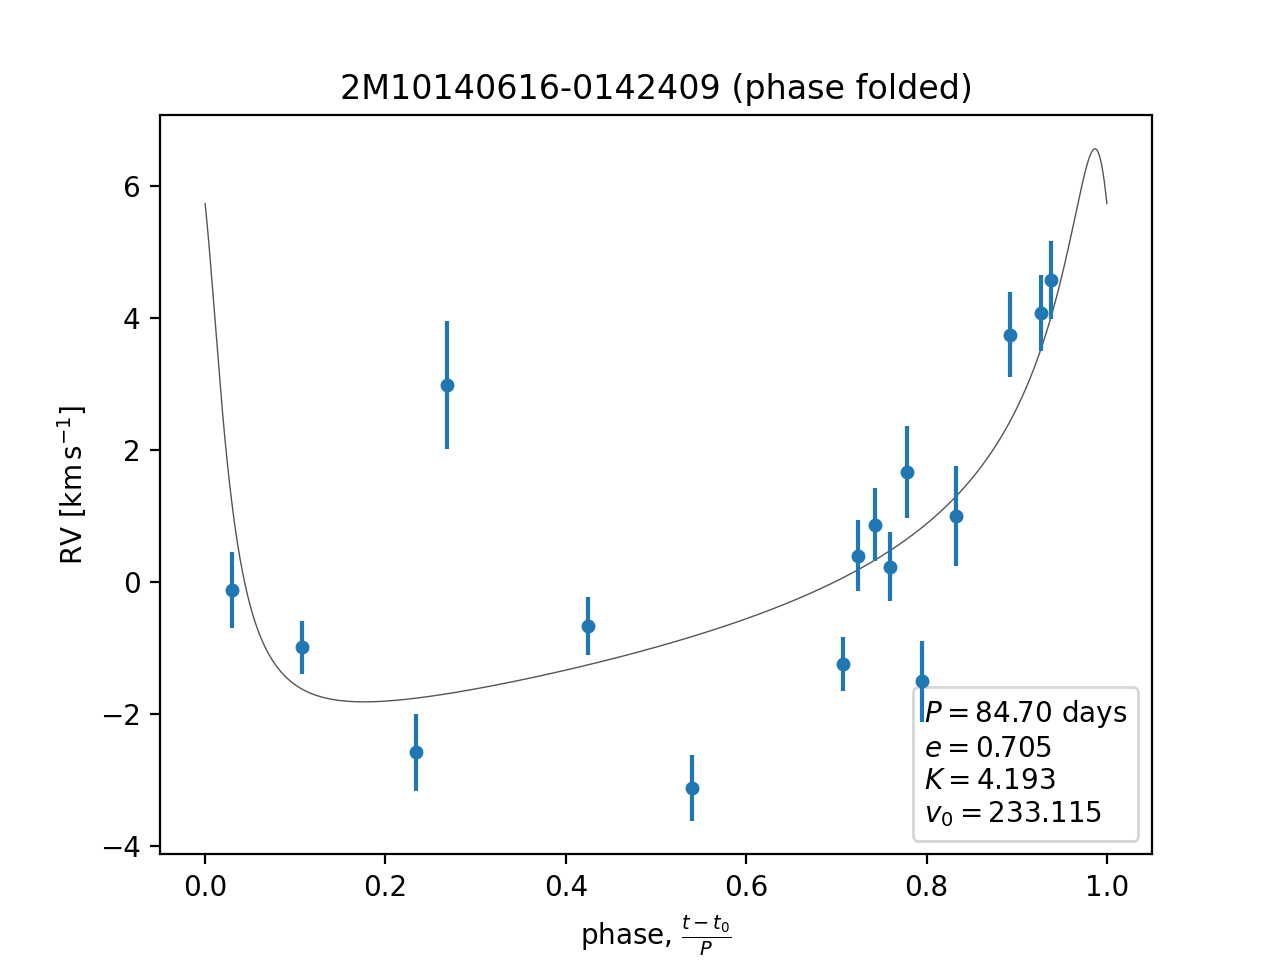 2M10140616-0142409 (phase folded)
RV [km s⁻¹]
6
4
2
0
−2
−4
P = 84.70 days
e = 0.705
K = 4.193
v₀ = 233.115
0.0 0.2 0.4 0.6 0.8 1.0
phase, (t − t₀)/P